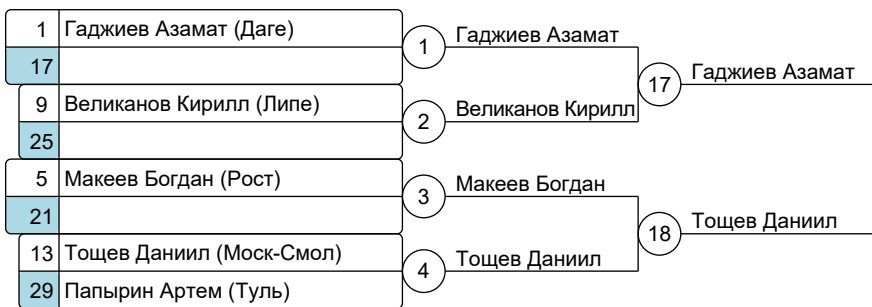 1 Гаджиев Азамат (Даге)
17
9 Великанов Кирилл (Липе)
25
5 Макеев Богдан (Рост)
21
13 Тощев Даниил (Моск-Смол)
29 Папырин Артем (Туль)
1 Гаджиев Азамат
2 Великанов Кирилл
3 Макеев Богдан
4 Тощев Даниил
17 Гаджиев Азамат
18 Тощев Даниил